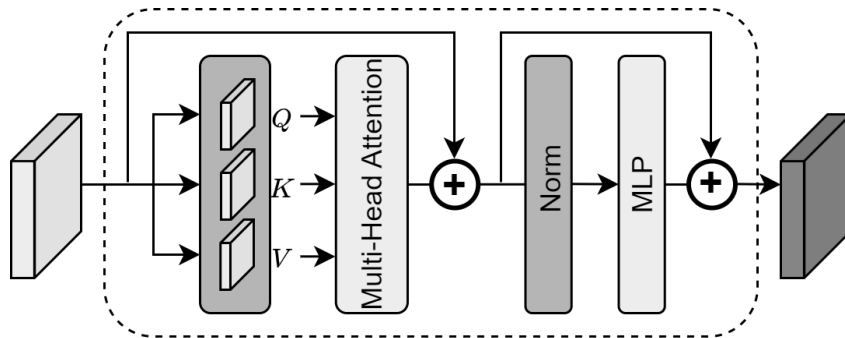 Q
K
V
Multi-Head Attention
+
Norm
MLP
+